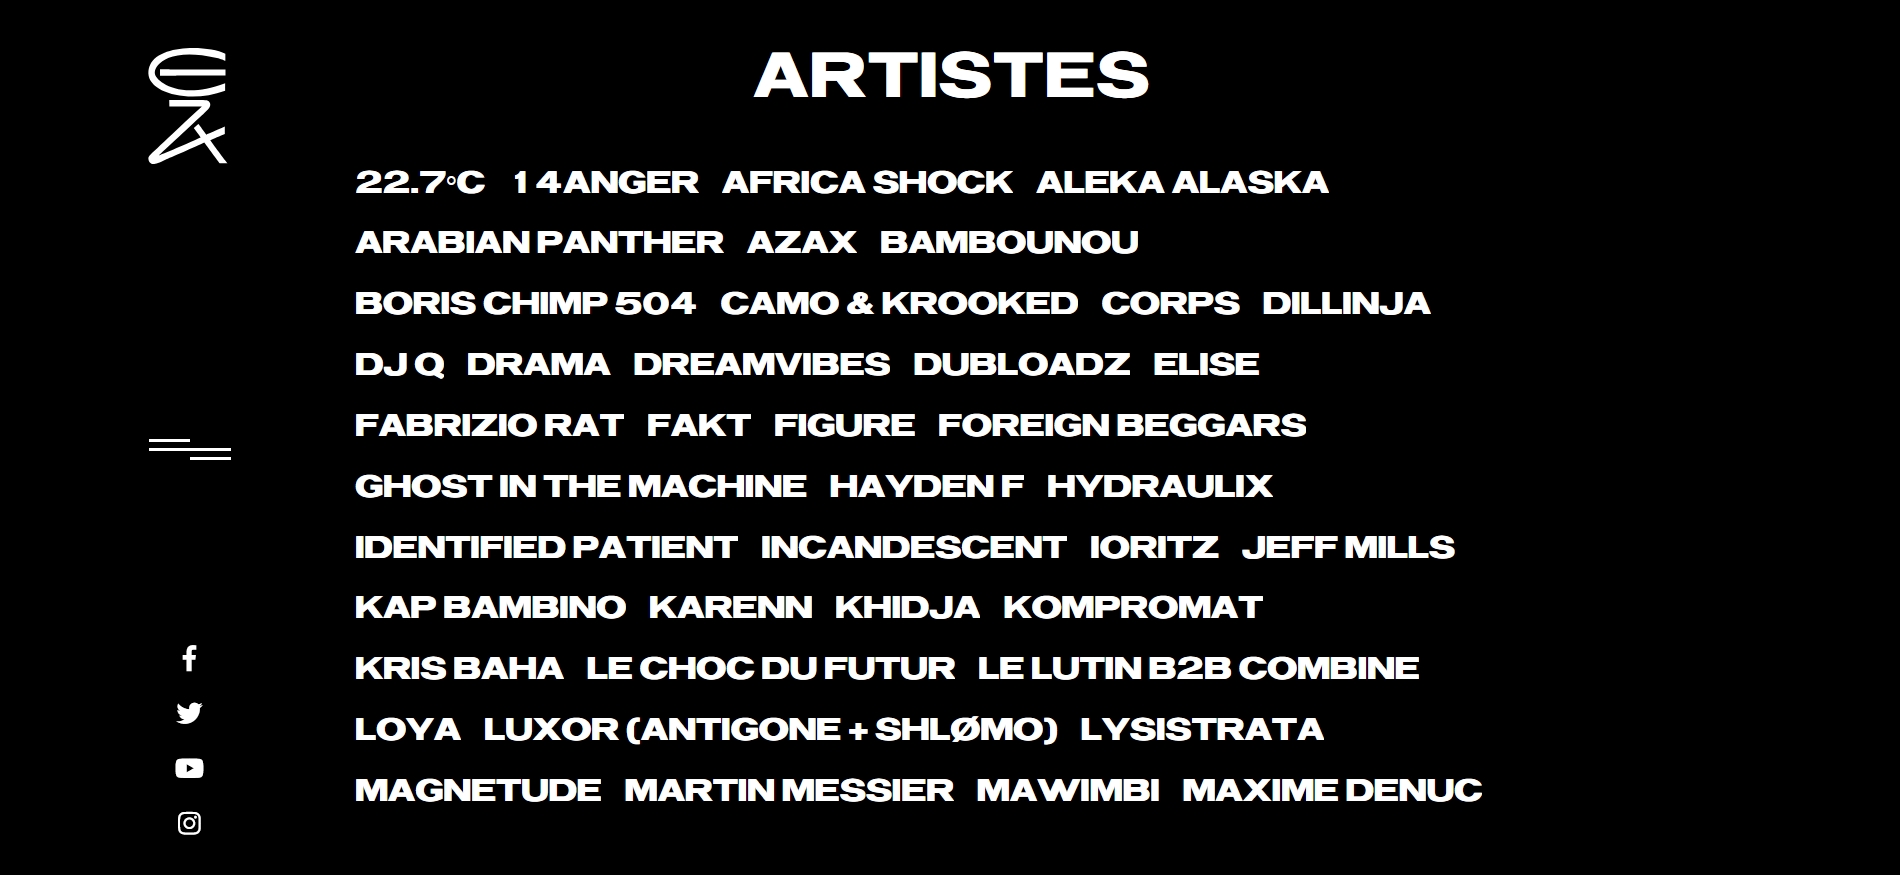 ARTISTES
22.7°C 14ANGER AFRICA SHOCK ALEKA ALASKA
ARABIAN PANTHER AZAX BAMBOUNOU
BORIS CHIMP 504 CAMO & KROOKED CORPS DILLINJA
DJ Q DRAMA DREAMVIBES DUBLOADZ ELISE
FABRIZIO RAT FAKT FIGURE FOREIGN BEGGARS
GHOST IN THE MACHINE HAYDEN F HYDRAULIX
IDENTIFIED PATIENT INCANDESCENT IORITZ JEFF MILLS
KAP BAMBINO KARENN KHIDJA KOMPROMAT
KRIS BAHA LE CHOC DU FUTUR LE LUTIN B2B COMBINE
LOYA LUXOR (ANTIGONE + SHLØMO) LYSISTRATA
MAGNETUDE MARTIN MESSIER MAWIMBI MAXIME DENUC